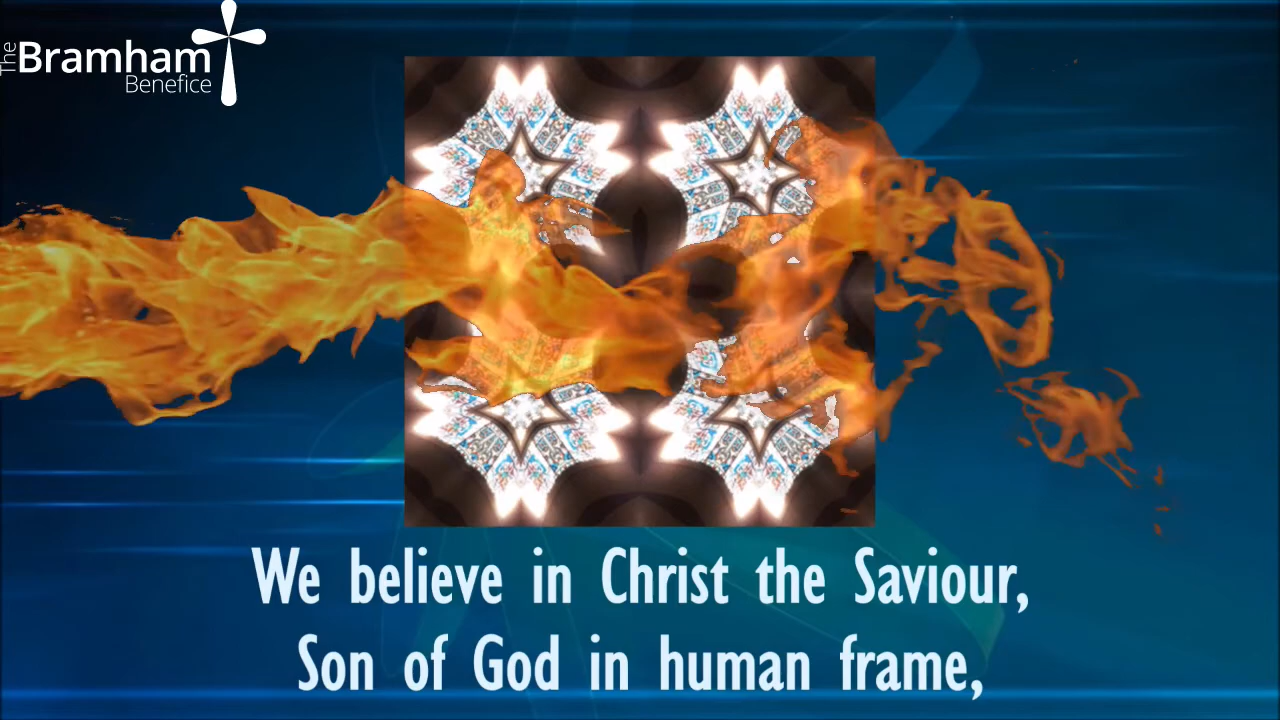 The
Bramham
Benefice
We believe in Christ the Saviour,
Son of God in human frame,